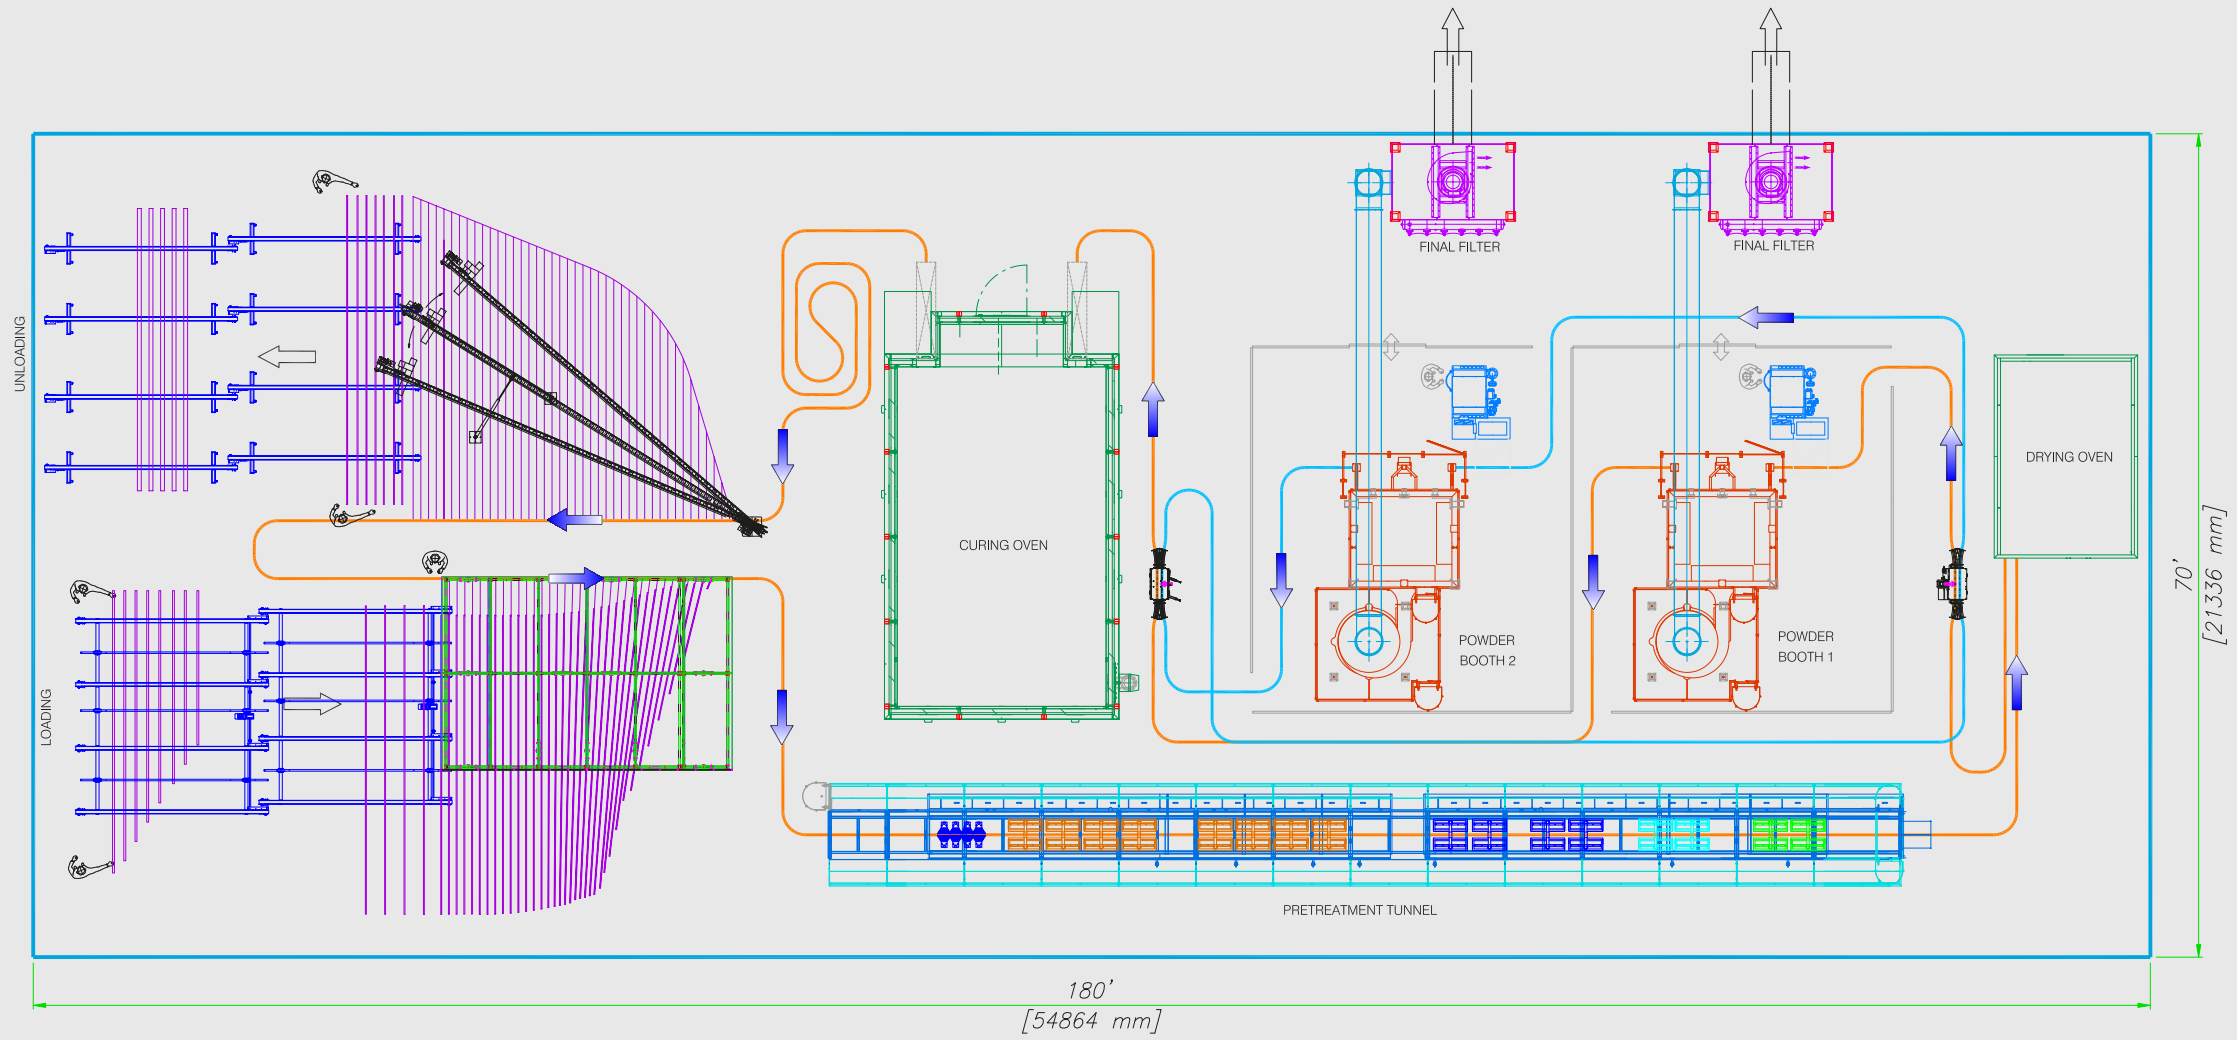 FINAL FILTER
FINAL FILTER
UNLOADING
DRYING OVEN
CURING OVEN
70'
[21336 mm]
POWDER
BOOTH 2
POWDER
BOOTH 1
LOADING
PRETREATMENT TUNNEL
180'
[54864 mm]